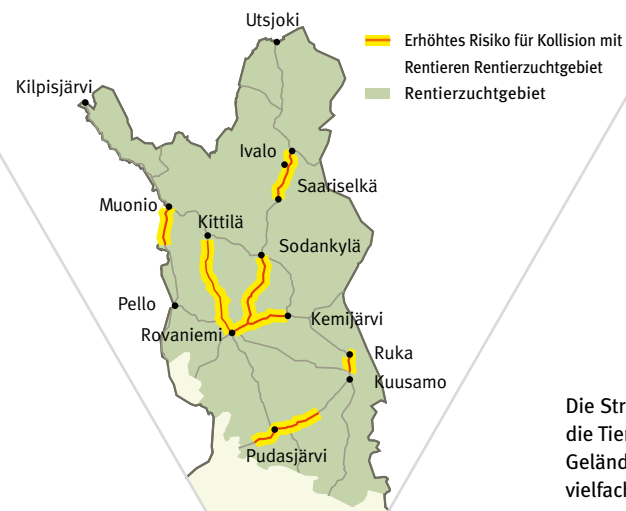 Utsjoki
Erhöhtes Risiko für Kollision mit
Rentieren Rentierzuchtgebiet
Rentierzuchtgebiet
Kilpisjärvi
Ivalo
Saariselkä
Muonio
Kittilä
Sodankylä
Pello
Rovaniemi
Kemijärvi
Ruka
Kuusamo
Pudasjärvi
Die Str
die Tier
Geländ
vielfach